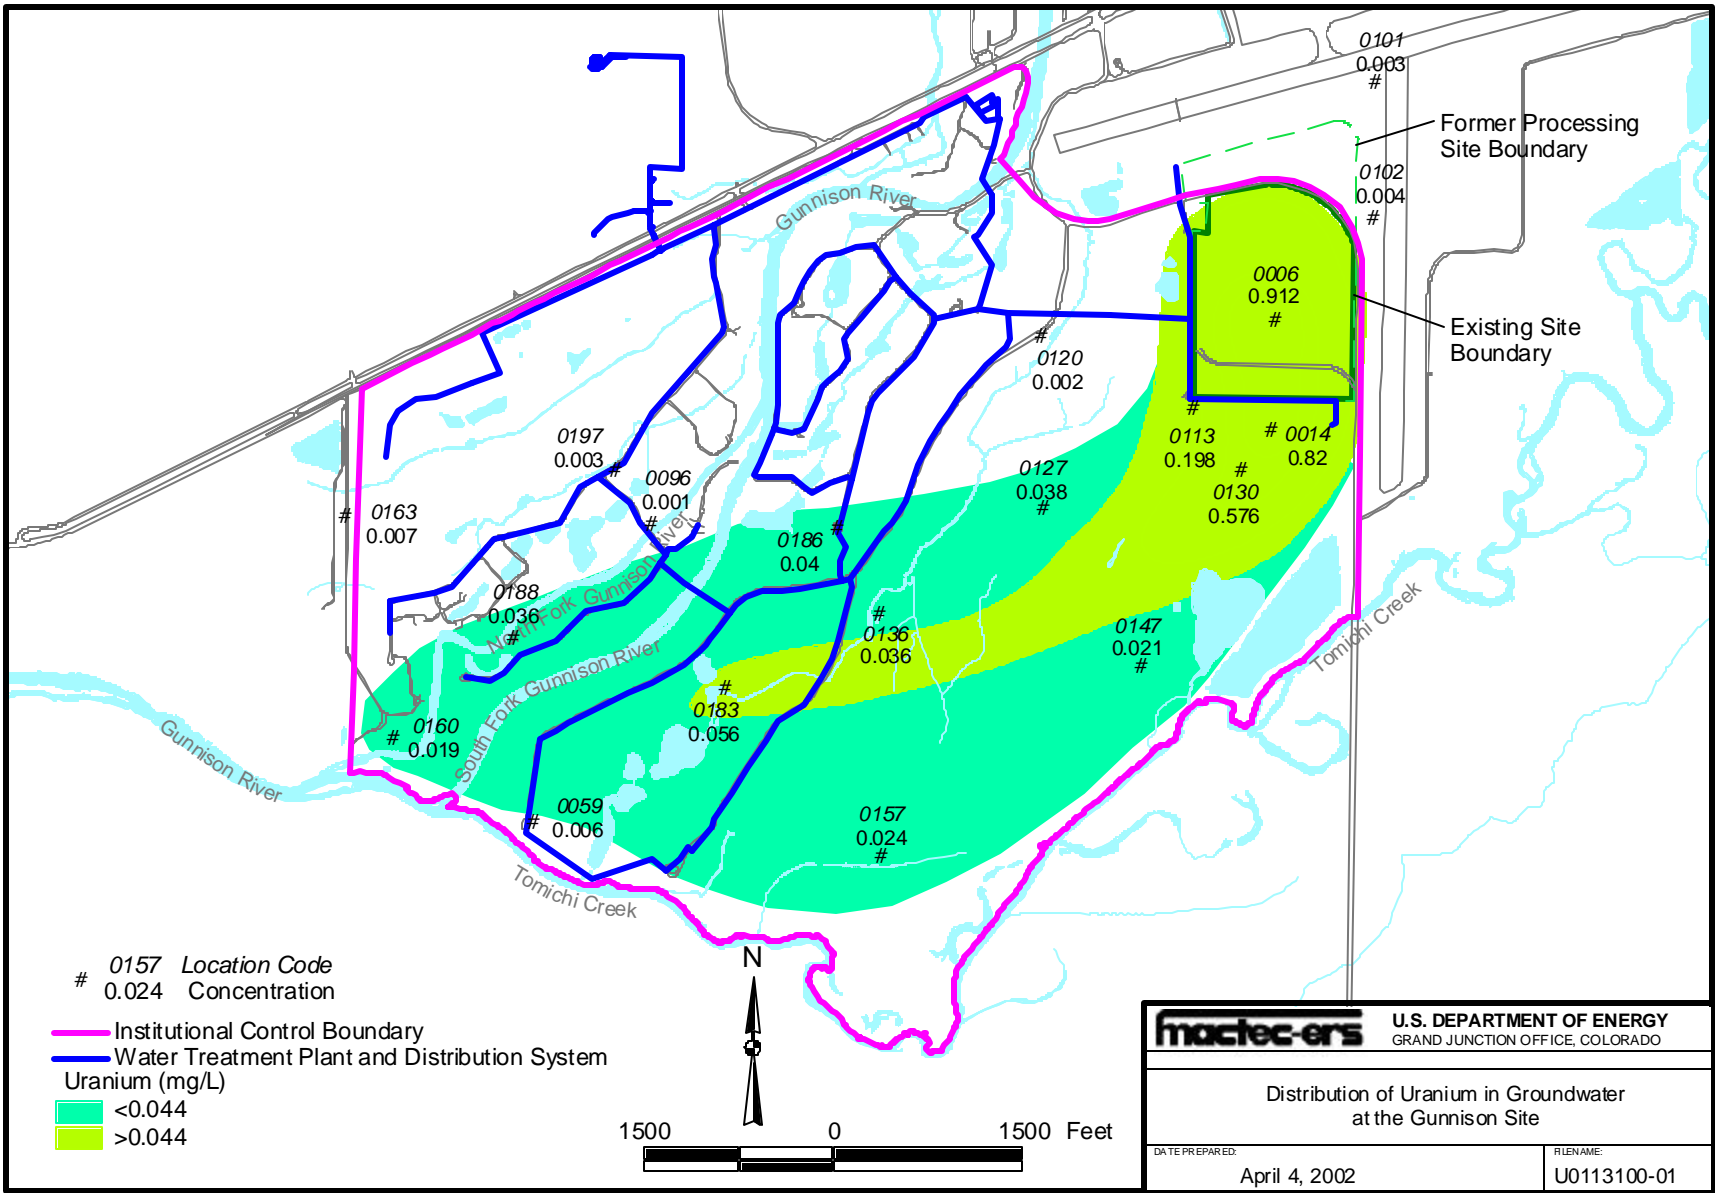 0101
0.003
#
Former Processing
Site Boundary
0102
0.004
#
Gunnison River
0006
0.912
#
Existing Site
Boundary
#
0120
0.002
0197
0.003
#
0096
0.001
#
0127
0.038
#
#
0113
0.198
#
0014
0.82
#
0130
0.576
#
0163
0.007
#
0186
0.04
0188
0.036
#
North Fork Gunnison River
South Fork Gunnison River
#
0136
0.036
0147
0.021
#
Tomichi Creek
#
0183
0.056
#
0160
0.019
Gunnison River
#
0059
0.006
0157
0.024
#
Tomichi Creek
# 0157 Location Code
0.024 Concentration
Institutional Control Boundary
Water Treatment Plant and Distribution System
Uranium (mg/L)
<0.044
>0.044
N
1500 0 1500 Feet
mactec-ers
U.S. DEPARTMENT OF ENERGY
GRAND JUNCTION OFFICE, COLORADO
Distribution of Uranium in Groundwater
at the Gunnison Site
DATE PREPARED:
April 4, 2002
FILENAME:
U0113100-01